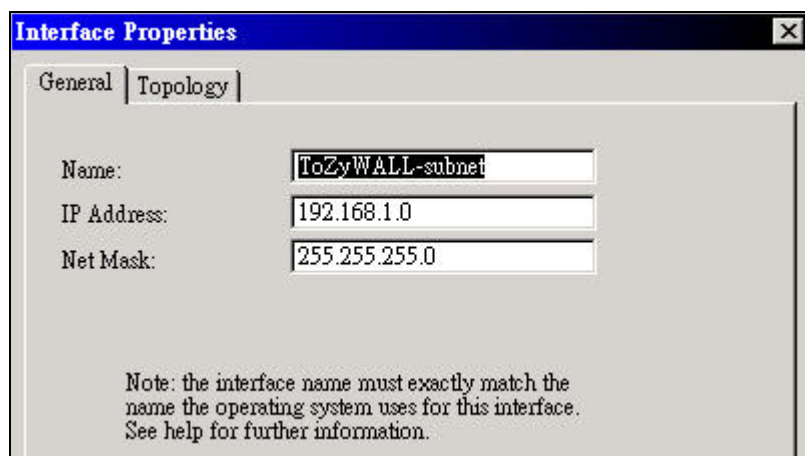 Interface Properties
General
Topology
Name: ToZyWALL-subnet
IP Address: 192.168.1.0
Net Mask: 255.255.255.0
Note: the interface name must exactly match the
name the operating system uses for this interface.
See help for further information.